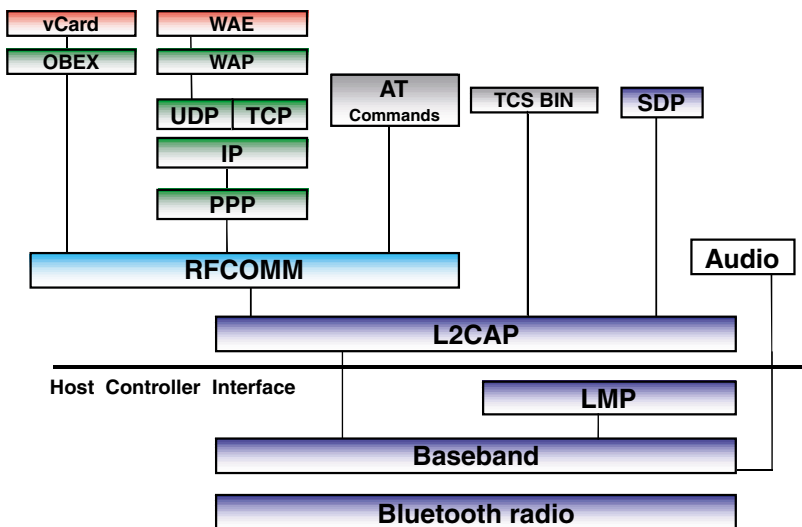 vCard
WAE
OBEX
WAP
AT
Commands
TCS BIN
SDP
UDP
TCP
IP
PPP
RFCOMM
Audio
L2CAP
Host Controller Interface
LMP
Baseband
Bluetooth radio